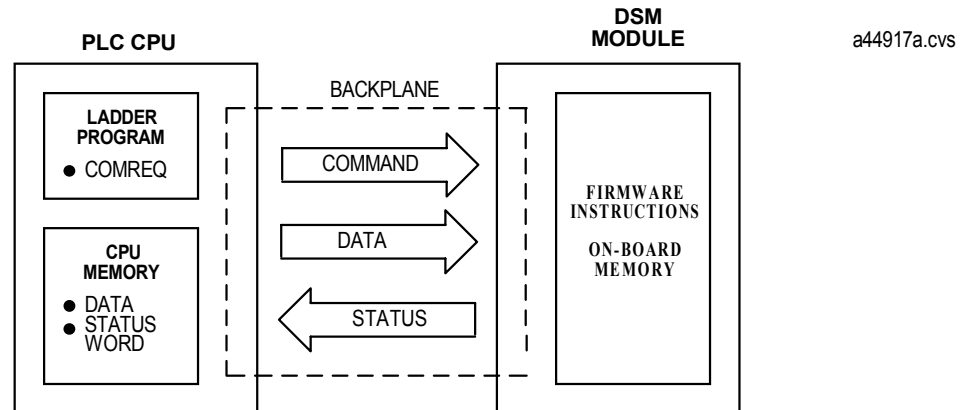 PLC CPU
DSM
MODULE
a44917a.cvs
BACKPLANE
LADDER
PROGRAM
● COMREQ
CPU
MEMORY
● DATA
● STATUS
WORD
COMMAND
DATA
STATUS
FIRMWARE
INSTRUCTIONS
ON-BOARD
MEMORY